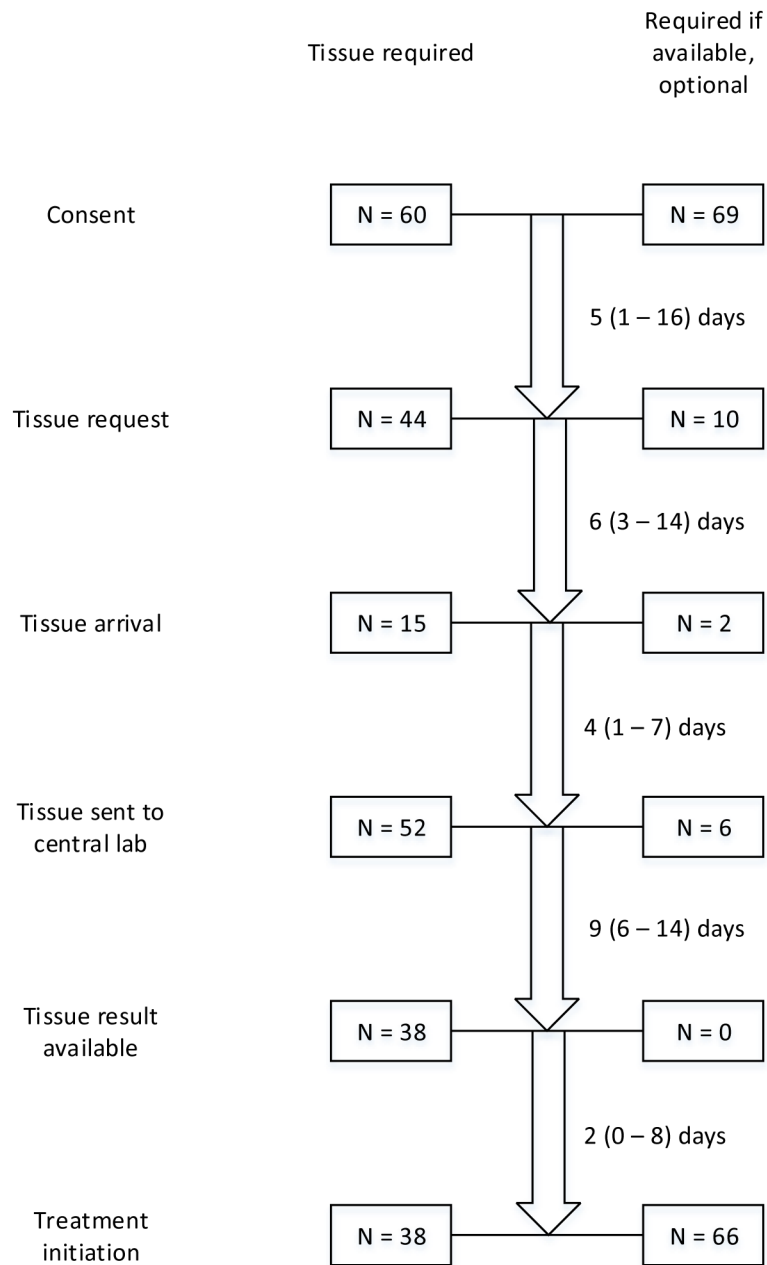 Tissue required
Required if
available,
optional
Consent
N = 60
N = 69
5 (1 – 16) days
Tissue request
N = 44
N = 10
6 (3 – 14) days
Tissue arrival
N = 15
N = 2
4 (1 – 7) days
Tissue sent to
central lab
N = 52
N = 6
9 (6 – 14) days
Tissue result
available
N = 38
N = 0
2 (0 – 8) days
Treatment
initiation
N = 38
N = 66